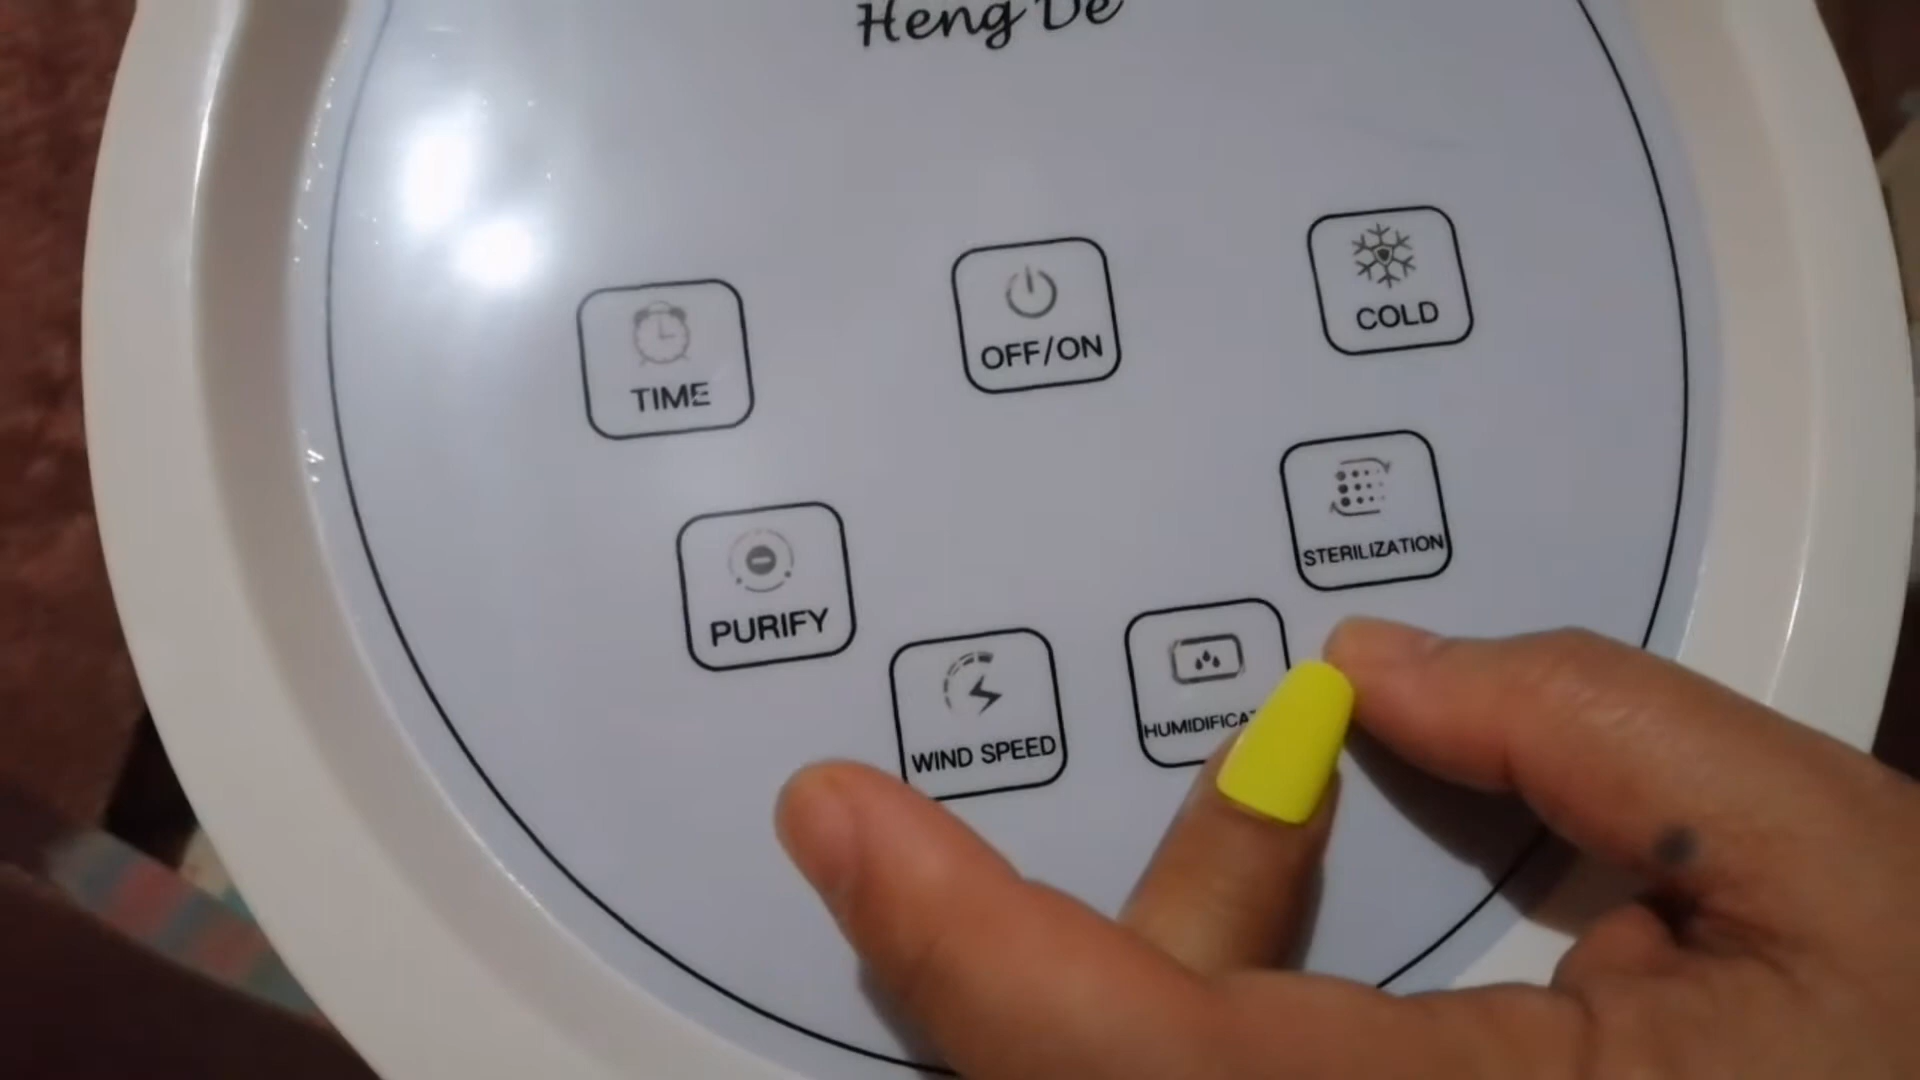 Heng De
TIME
OFF/ON
COLD
PURIFY
STERILIZATION
WIND SPEED